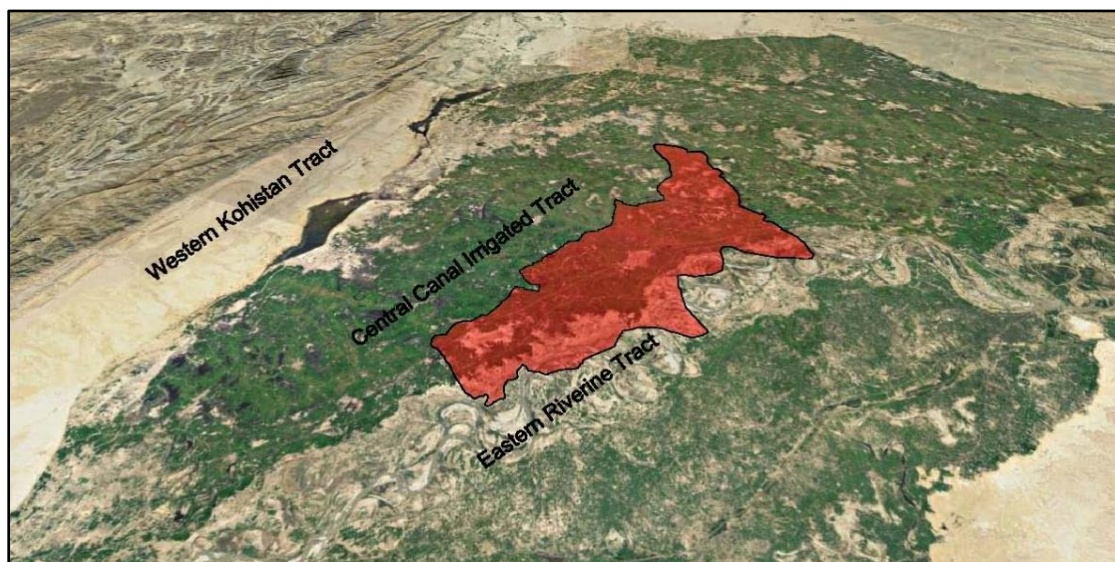 Western Kohistan Tract
Central Canal Irrigated Tract
Eastern Riverine Tract